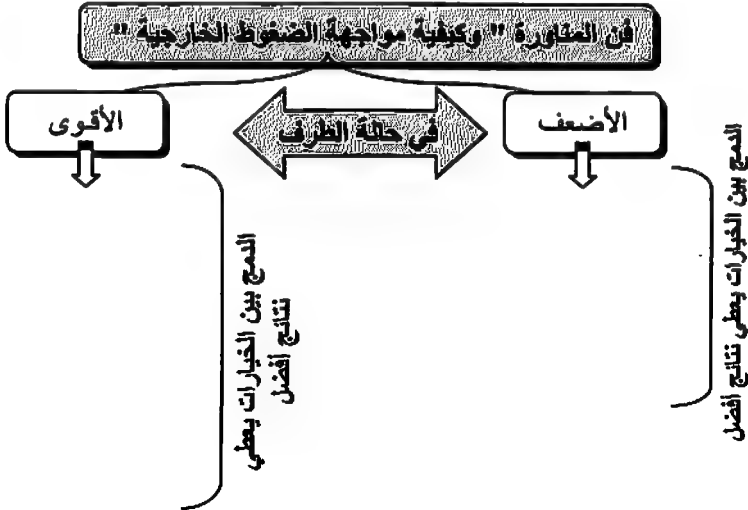 فن المناورة " وكيفية مواجهة الضغوط الخارجية "
الأضعف
في حالة الطرف
الأقوى
الدمج بين الخيارات يعطي نتائج أفضل
الدمج بين الخيارات يعطي
نتائج أفضل